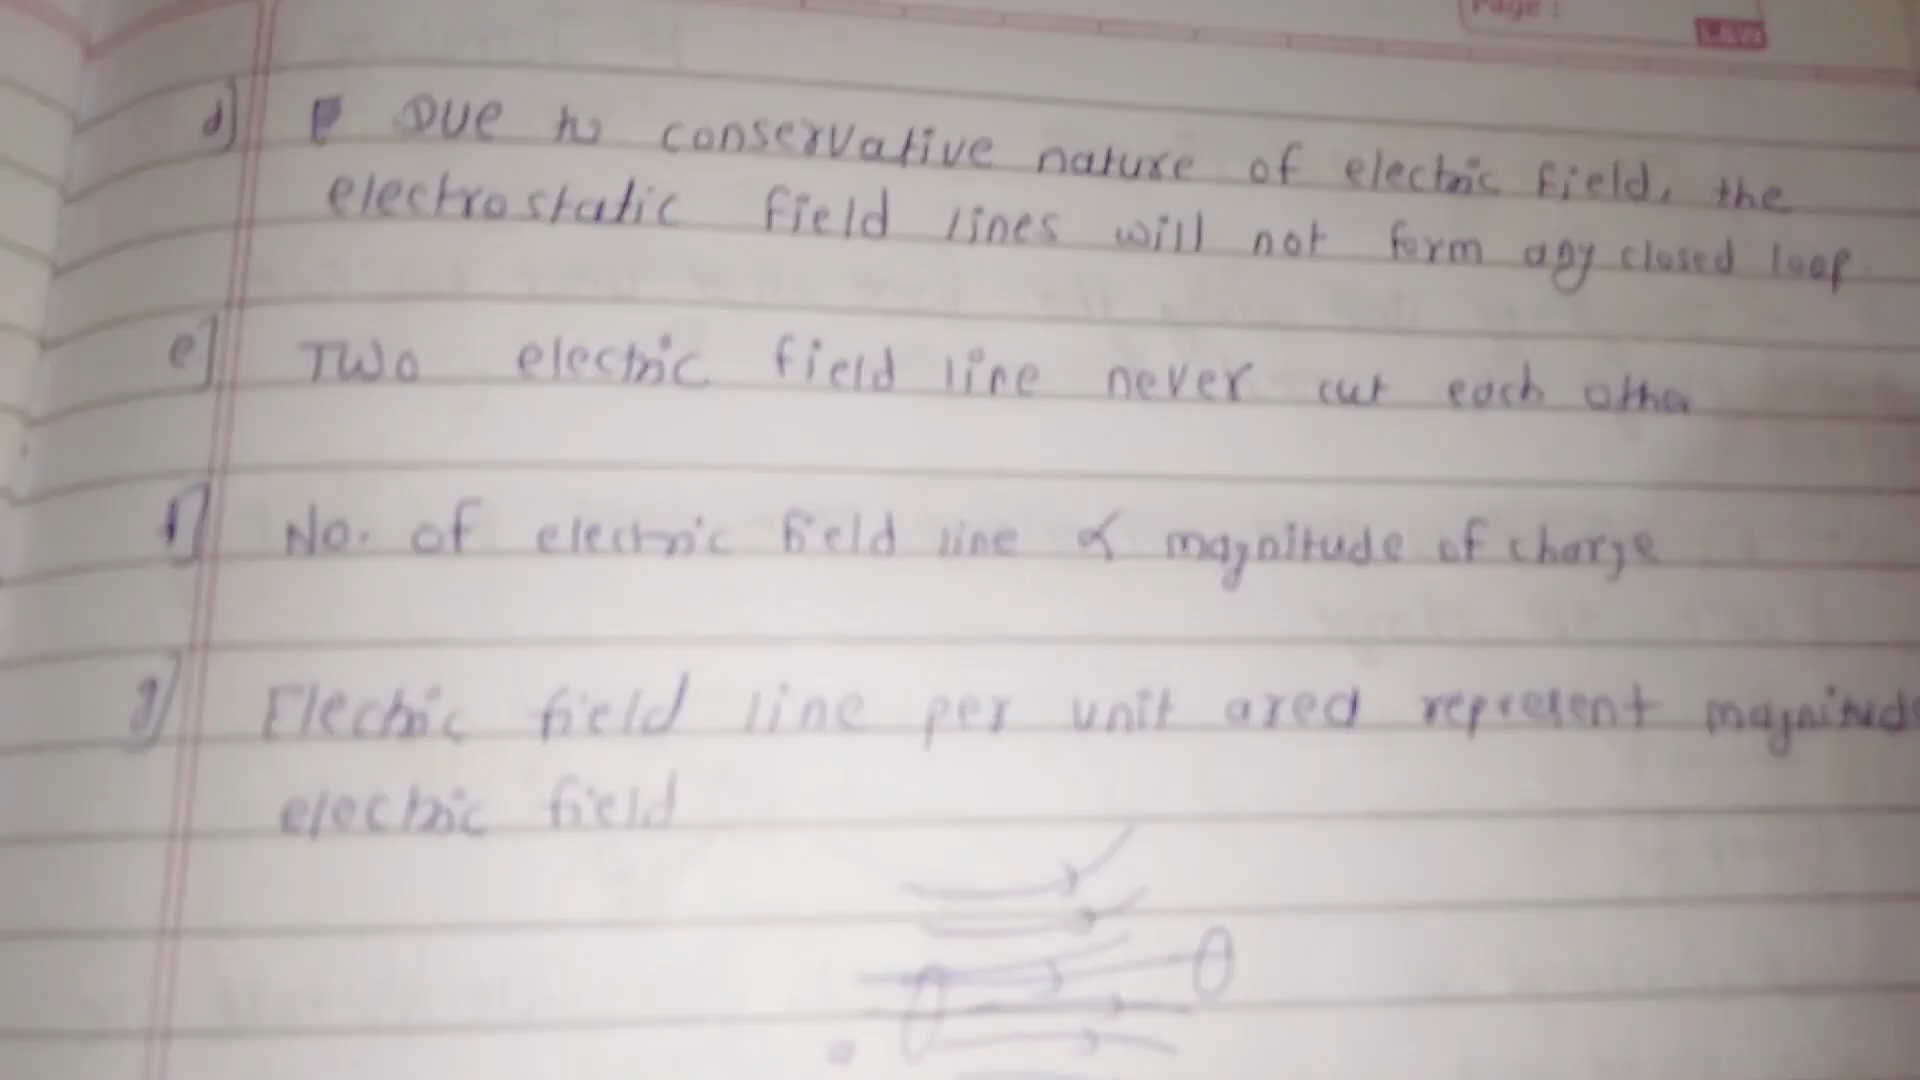 Page :
d] Due to conservative nature of electric field, the
electrostatic field lines will not form any closed loop
e] Two electric field line never cut each other
f] No. of electric field line ∝ magnitude of charge
g] Electric field line per unit area represent magnitude
electric field